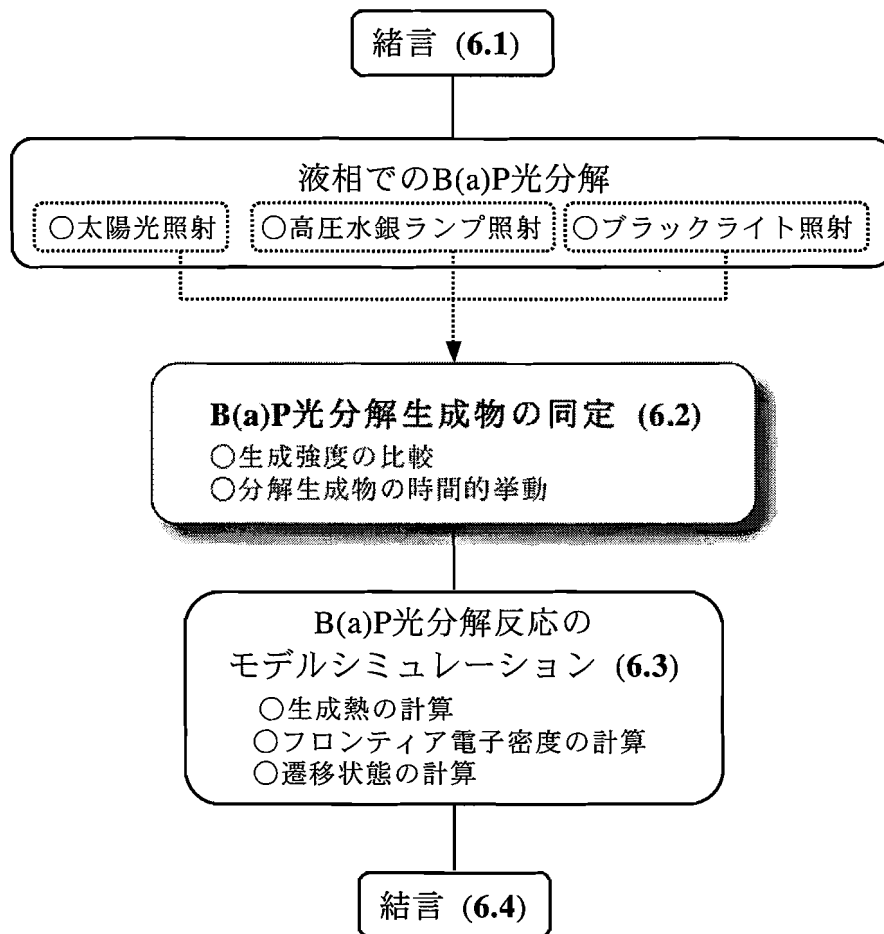 緒言 (6.1)
液相でのB(a)P光分解
○太陽光照射 ○高圧水銀ランプ照射 ○ブラックライト照射
B(a)P光分解生成物の同定 (6.2)
○生成強度の比較
○分解生成物の時間的挙動
B(a)P光分解反応の
モデルシミュレーション (6.3)
○生成熱の計算
○フロンティア電子密度の計算
○遷移状態の計算
結言 (6.4)